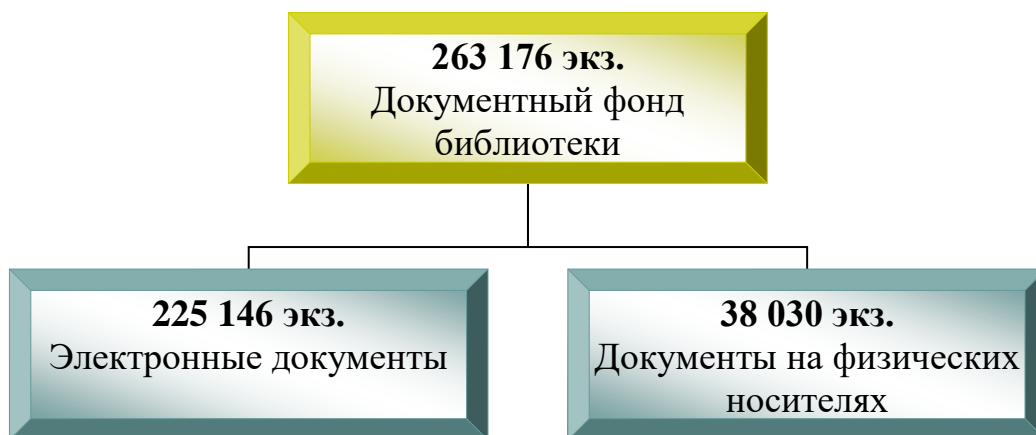 263 176 экз.
Документный фонд
библиотеки
225 146 экз.
Электронные документы
38 030 экз.
Документы на физических
носителях